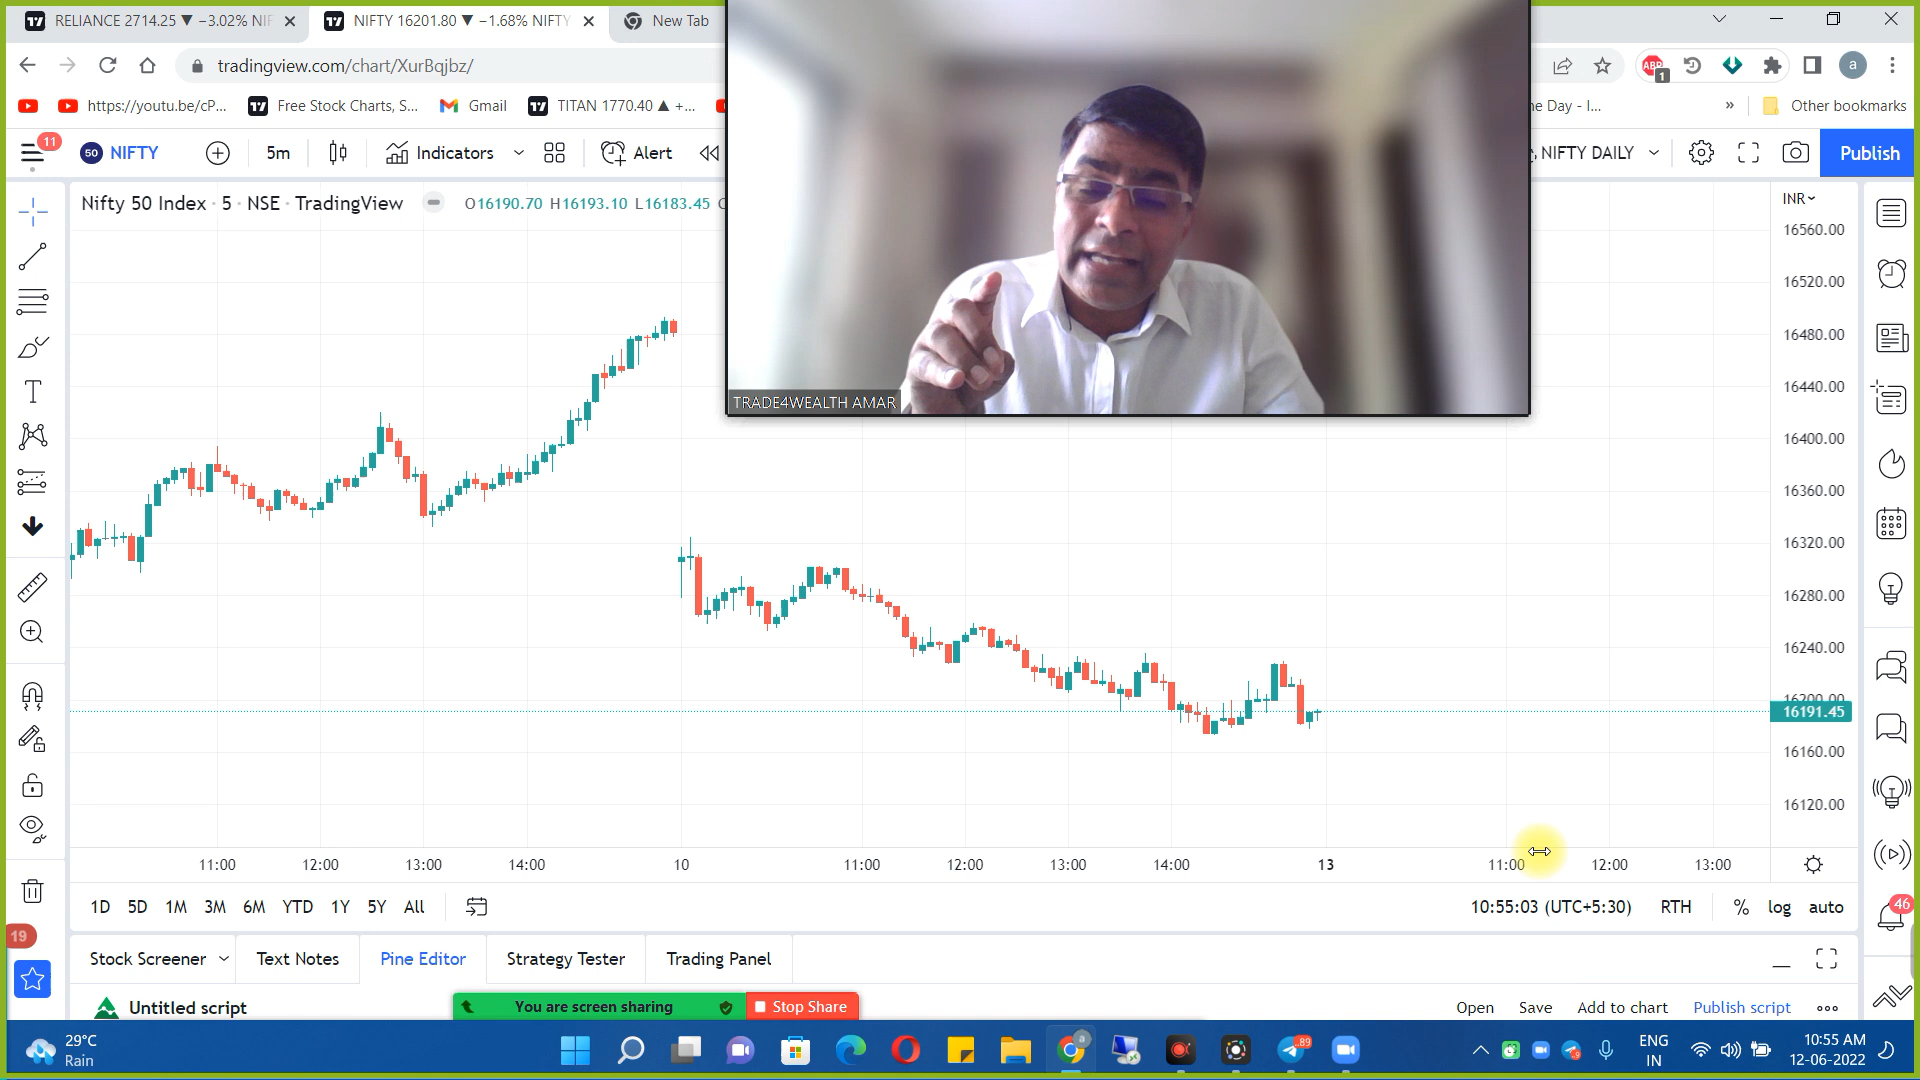 RELIANCE 2714.25 ▼ −3.02% NIF
NIFTY 16201.80 ▼ −1.68% NIFTY
New Tab
tradingview.com/chart/XurBqjbz/
ABP
1
a
https://youtu.be/cP...
Free Stock Charts, S...
Gmail
TITAN 1770.40 ▲ +...
he Day - I...
»
Other bookmarks
11
50 NIFTY
5m
Indicators
Alert
NIFTY DAILY
Publish
Nifty 50 Index · 5 · NSE · TradingView
O16190.70 H16193.10 L16183.45 C
INR
16560.00
16520.00
16480.00
16440.00
16400.00
16360.00
16320.00
16280.00
16240.00
16200.00
16191.45
16160.00
16120.00
TRADE4WEALTH AMAR
11:00 12:00 13:00 14:00 10 11:00 12:00 13:00 14:00 13 11:00 12:00 13:00
1D 5D 1M 3M 6M YTD 1Y 5Y All
10:55:03 (UTC+5:30) RTH % log auto
46
19
Stock Screener Text Notes Pine Editor Strategy Tester Trading Panel
Untitled script
You are screen sharing
Stop Share
Open Save Add to chart Publish script
29°C
Rain
a
89
ENG
IN
10:55 AM
12-06-2022